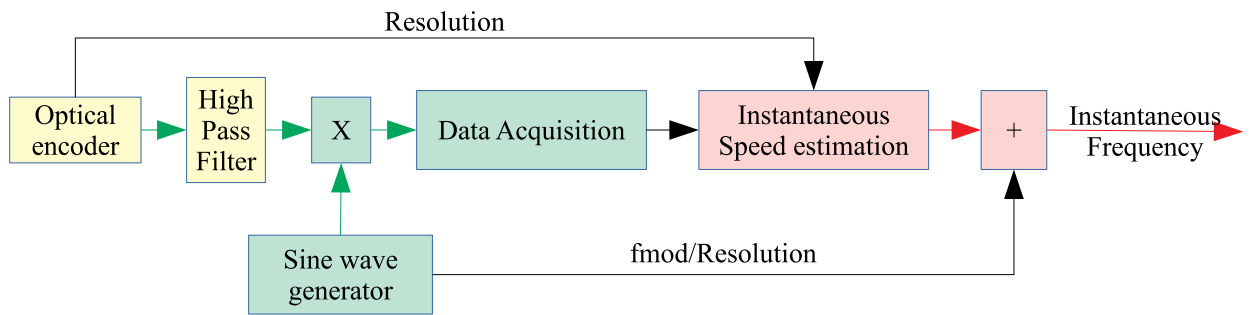 Resolution
Optical
encoder
High
Pass
Filter
X
Data Acquisition
Instantaneous
Speed estimation
+
Instantaneous
Frequency
Sine wave
generator
fmod/Resolution